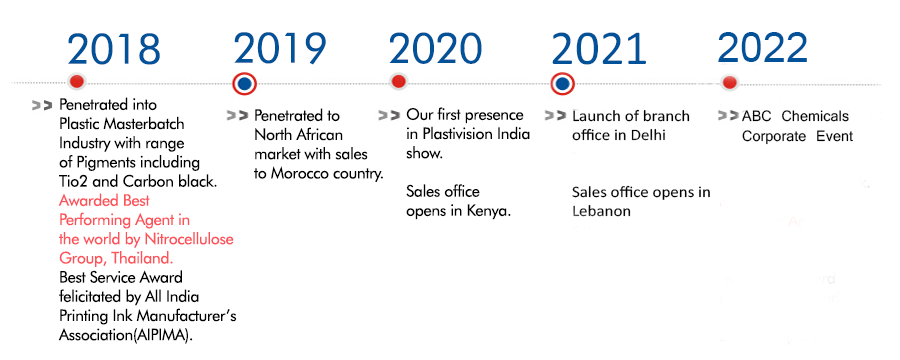 2018
Penetrated into
Plastic Masterbatch
Industry with range
of Pigments including
Tio2 and Carbon black.
Awarded Best
Performing Agent in
the world by Nitrocellulose
Group, Thailand.
Best Service Award
felicitated by All India
Printing Ink Manufacturer's
Association(AIPIMA).
2019
Penetrated to
North African
market with sales
to Morocco country.
2020
Our first presence
in Plastivision India
show.
Sales office
opens in Kenya.
2021
Launch of branch
office in Delhi
Sales office opens in
Lebanon
2022
ABC Chemicals
Corporate Event